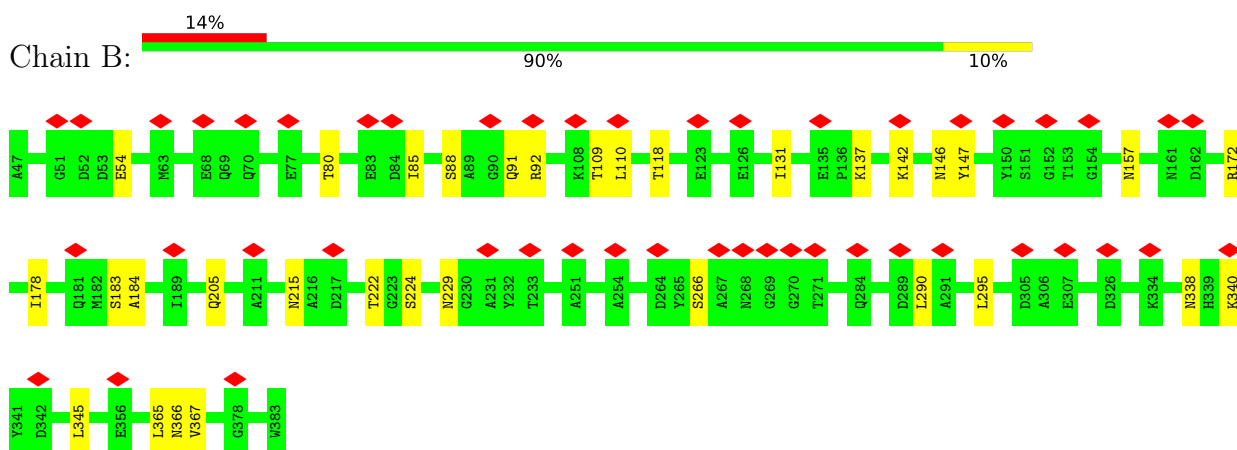 14%
Chain B:
90% 10%
A47 G51 D52 D53 E54 M63 E68 Q69 Q70 E77 T80 E83 D84 I85 S88 A89 G90 Q91 R92 K108 T109 L110 T118 E123 E126 I131 E135 P136 K137 K142 N146 Y147 Y150 S151 G152 T153 G154 N157 N161 D162 R172
I178 Q181 M182 S183 A184 I189 Q205 A211 N215 A216 D217 T222 G223 S224 N229 G230 A231 Y232 T233 A251 A254 D264 Y265 S266 A267 N268 G269 G270 T271 Q284 D289 L290 A291 L295 D305 A306 E307 D326 K334 N338 H339 K340
Y341 D342 L345 E356 L365 N366 V367 G378 W383